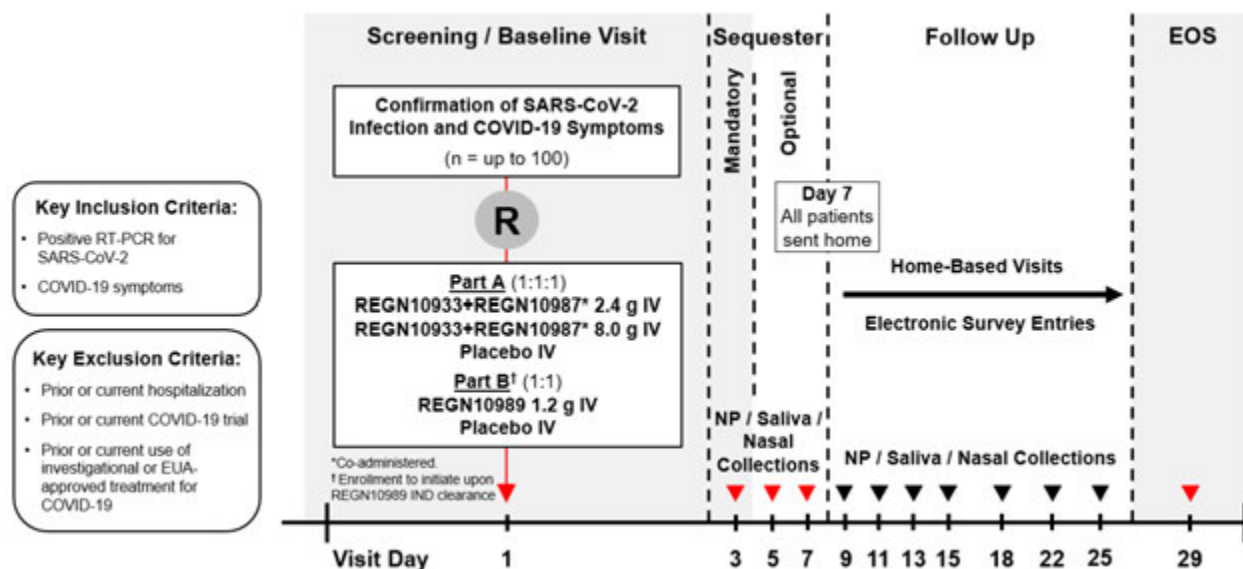 Screening / Baseline Visit
Sequester
Follow Up
EOS
Mandatory
Optional
Confirmation of SARS-CoV-2
Infection and COVID-19 Symptoms
(n = up to 100)
R
Day 7
All patients
sent home
Key Inclusion Criteria:
• Positive RT-PCR for
SARS-CoV-2
• COVID-19 symptoms
Key Exclusion Criteria:
• Prior or current hospitalization
• Prior or current COVID-19 trial
• Prior or current use of
investigational or EUA-
approved treatment for
COVID-19
Part A (1:1:1)
REGN10933+REGN10987* 2.4 g IV
REGN10933+REGN10987* 8.0 g IV
Placebo IV
Part B† (1:1)
REGN10989 1.2 g IV
Placebo IV
*Co-administered.
† Enrollment to initiate upon
REGN10989 IND clearance
Home-Based Visits
Electronic Survey Entries
NP / Saliva /
Nasal
Collections
NP / Saliva / Nasal Collections
Visit Day 1 3 5 7 9 11 13 15 18 22 25 29